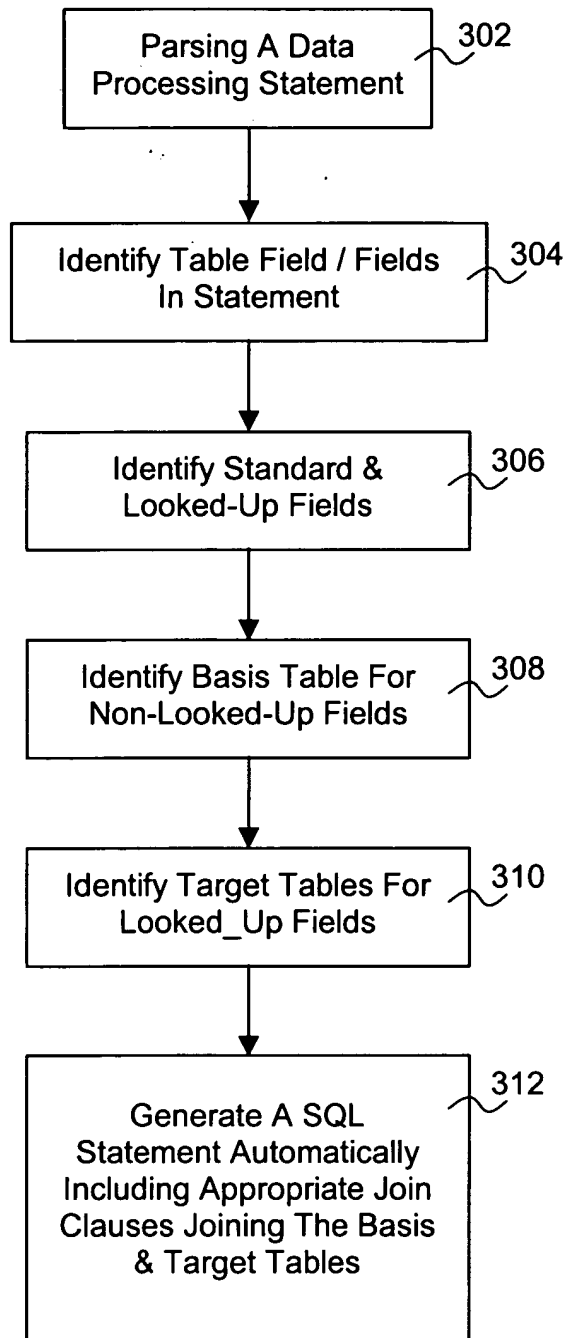 Parsing A Data
Processing Statement
302
Identify Table Field / Fields
In Statement
304
Identify Standard &
Looked-Up Fields
306
Identify Basis Table For
Non-Looked-Up Fields
308
Identify Target Tables For
Looked_Up Fields
310
Generate A SQL
Statement Automatically
Including Appropriate Join
Clauses Joining The Basis
& Target Tables
312